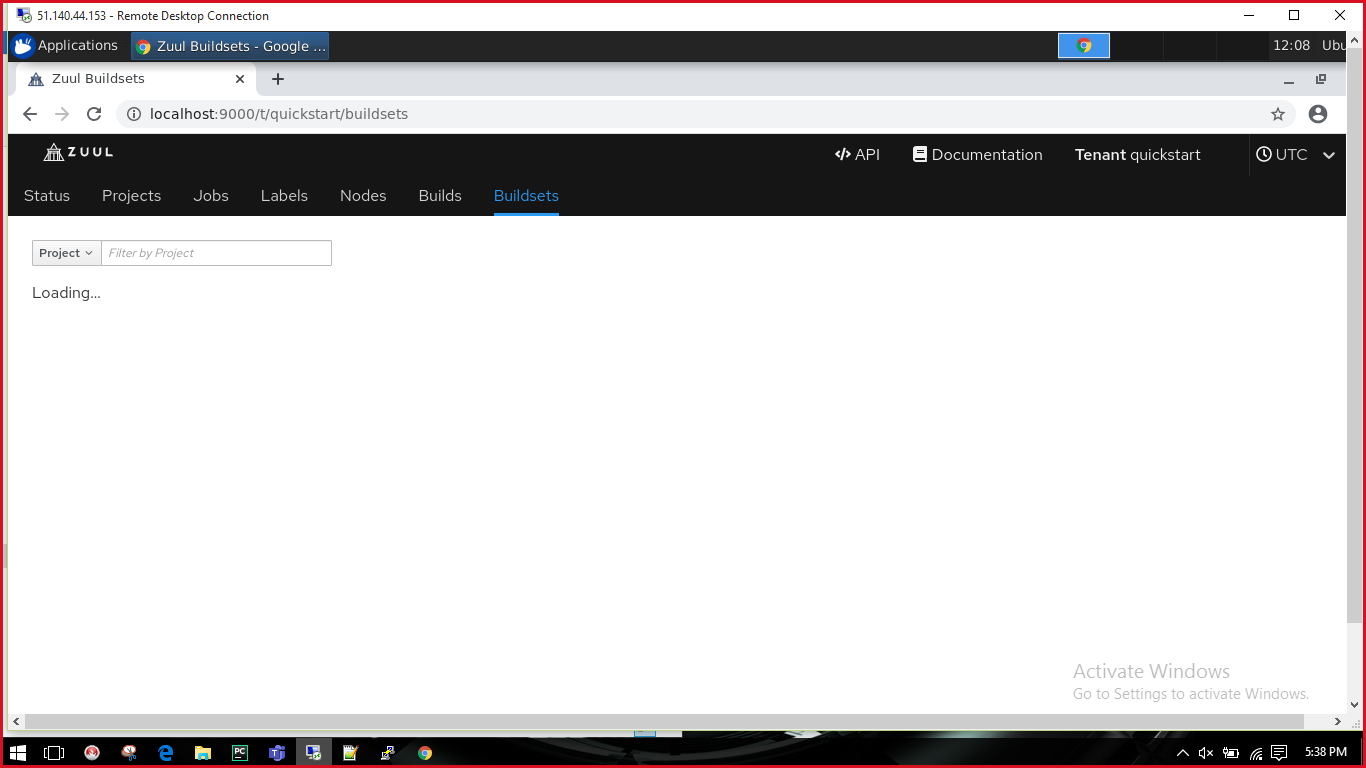 51.140.44.153 - Remote Desktop Connection
Applications Zuul Buildsets - Google ... 12:08 Ubu
Zuul Buildsets
localhost:9000/t/quickstart/buildsets
ZUUL API Documentation Tenant quickstart UTC
Status Projects Jobs Labels Nodes Builds Buildsets
Project Filter by Project
Loading...
Activate Windows
Go to Settings to activate Windows.
PC 5:38 PM